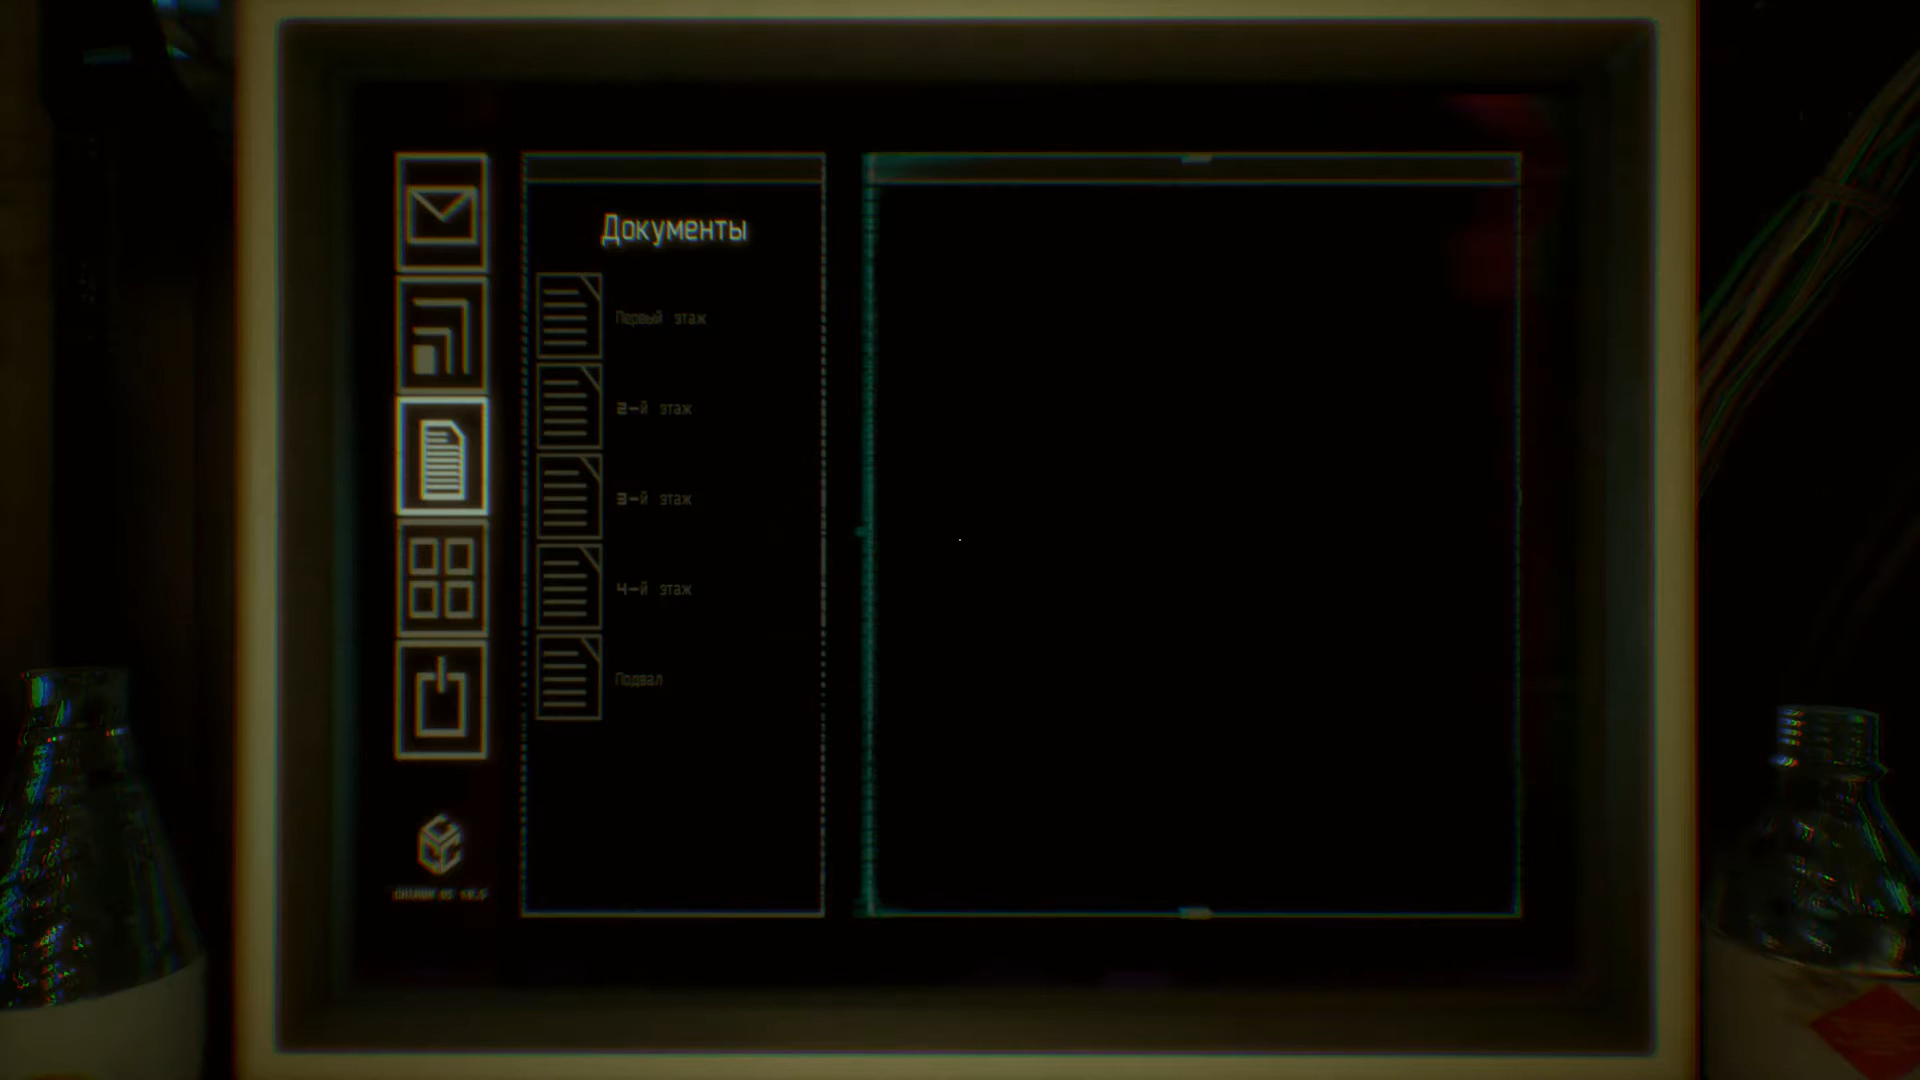 Документы
Первый этаж
2-й этаж
3-й этаж
4-й этаж
Подвал